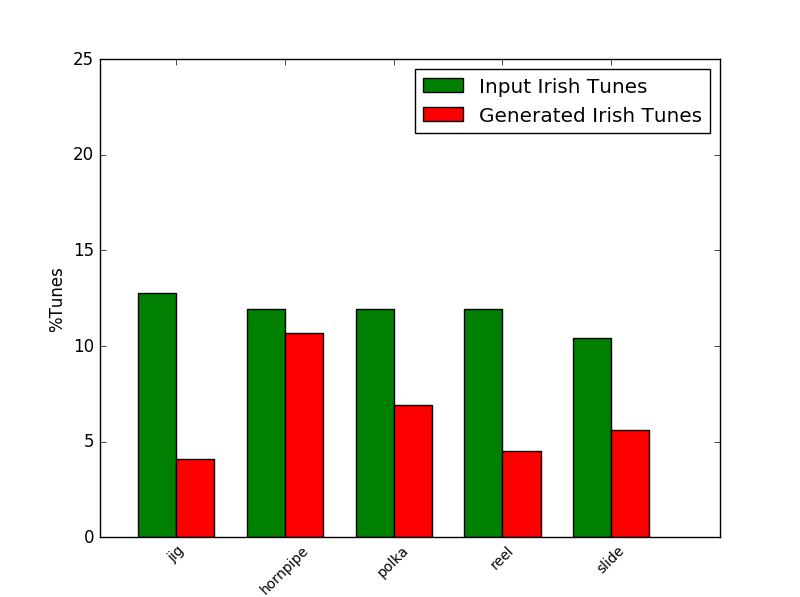 25
20
15
10
5
0
%Tunes
Input Irish Tunes
Generated Irish Tunes
jig
hornpipe
polka
reel
slide